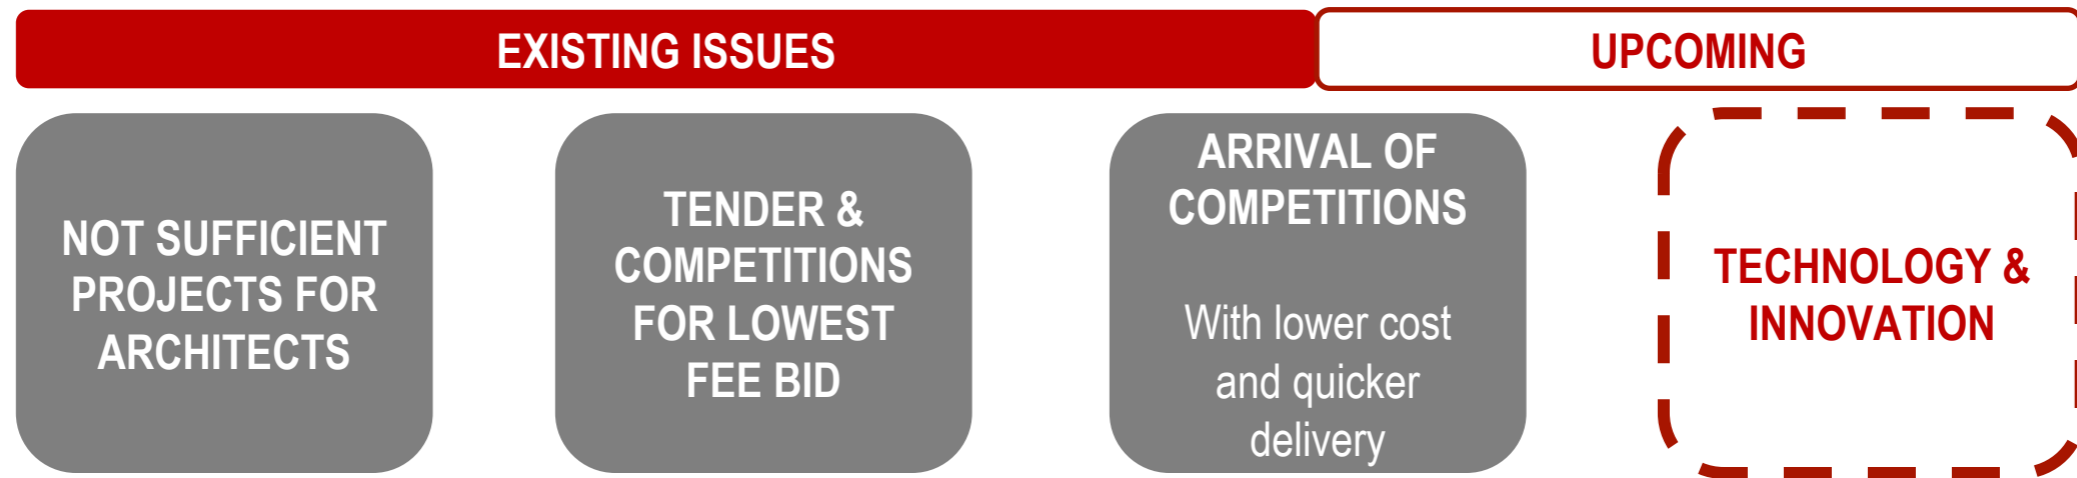 EXISTING ISSUES
UPCOMING
NOT SUFFICIENT
PROJECTS FOR
ARCHITECTS
TENDER &
COMPETITIONS
FOR LOWEST
FEE BID
ARRIVAL OF
COMPETITIONS
With lower cost
and quicker
delivery
TECHNOLOGY &
INNOVATION